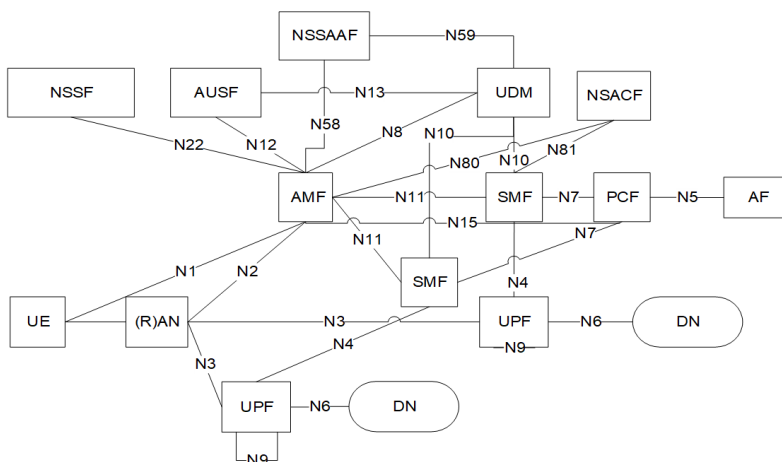 NSSAAF
N59
NSSF
AUSF
N13
UDM
NSACF
N22
N12
N58
N8
N10
N10
N81
N80
AMF
N11
SMF
N7
PCF
N5
AF
N15
N11
N7
SMF
N1
N2
N4
UE
(R)AN
N3
UPF
N6
DN
N4
N9
N3
UPF
N6
DN
N9